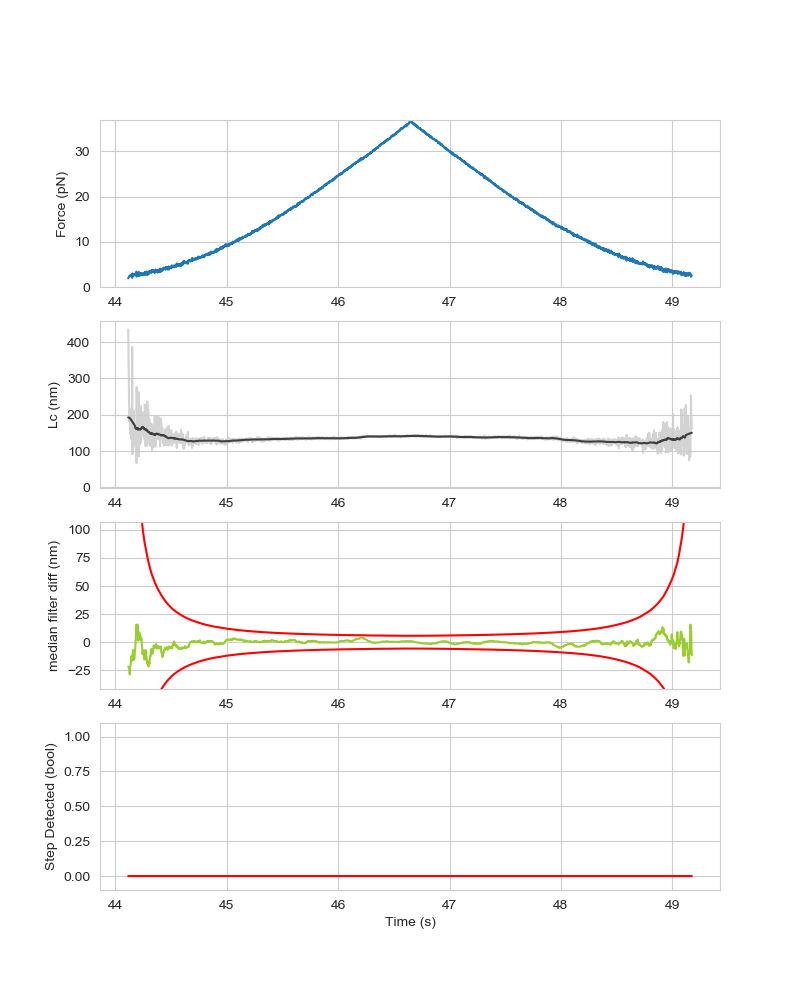 30
20
10
0
Force (pN)
44 45 46 47 48 49
400
300
200
100
0
Lc (nm)
44 45 46 47 48 49
100
75
50
25
0
−25
median filter diff (nm)
44 45 46 47 48 49
1.00
0.75
0.50
0.25
0.00
Step Detected (bool)
44 45 46 47 48 49
Time (s)